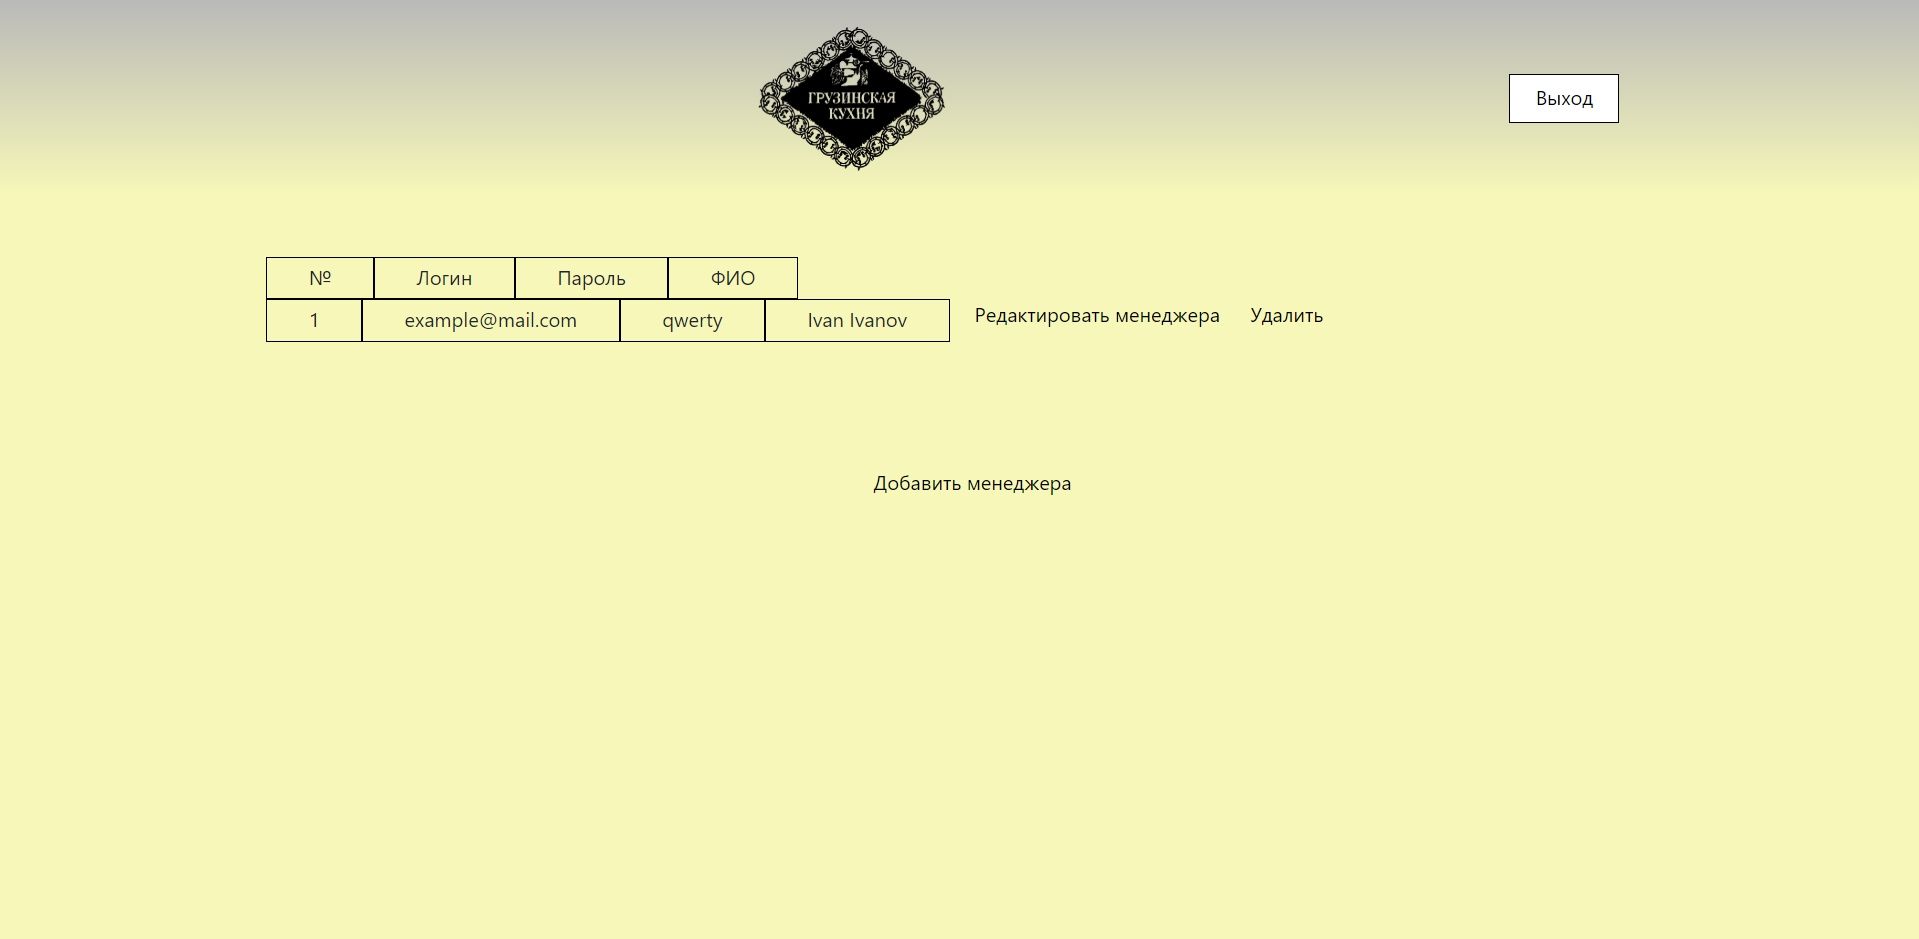 ГРУЗИНСКАЯ
КУХНЯ
Выход
№ Логин Пароль ФИО
1 example@mail.com qwerty Ivan Ivanov Редактировать менеджера Удалить
Добавить менеджера